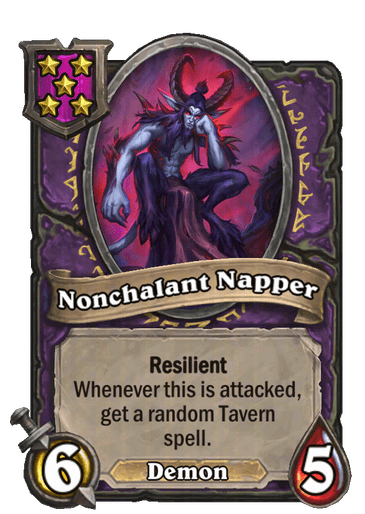 Nonchalant Napper
Resilient
Whenever this is attacked,
get a random Tavern
spell.
6
Demon
5